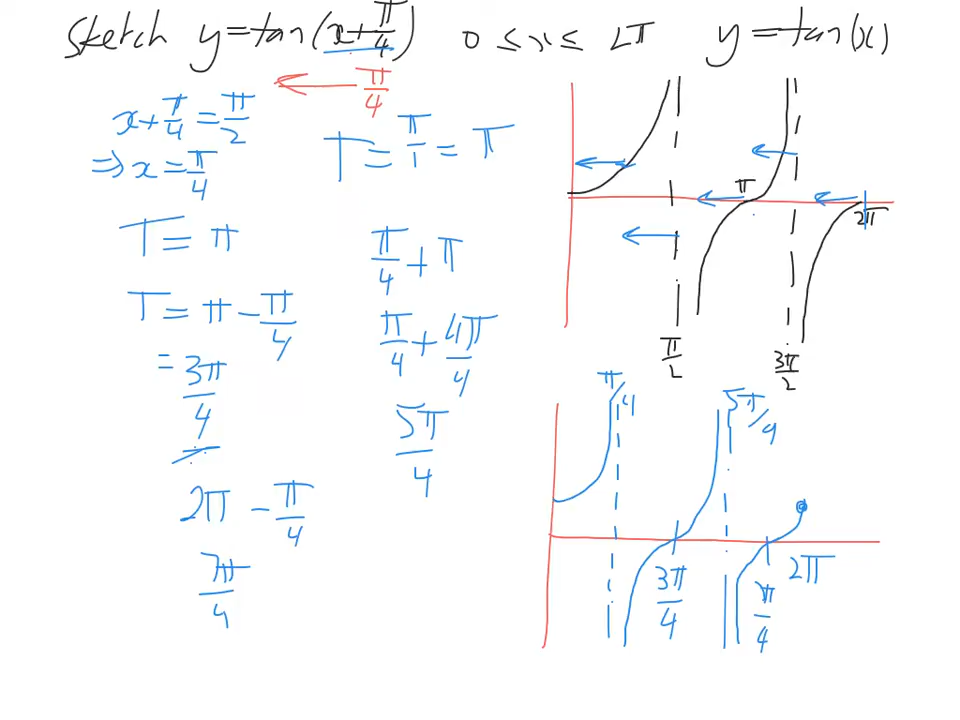 Sketch y=tan(x+π/4) 0 ≤ x ≤ 2π y=tan(x)
π/4
x+π/4=π/2
⇒ x=π/4
T=π
T=π-π/4
=3π/4
2π-π/4
7π/4
T=π/1=π
π/4+π
π/4+4π/4
5π/4
π
2π
π/2
3π/2
π/4
5π/4
3π/4
7π/4
2π